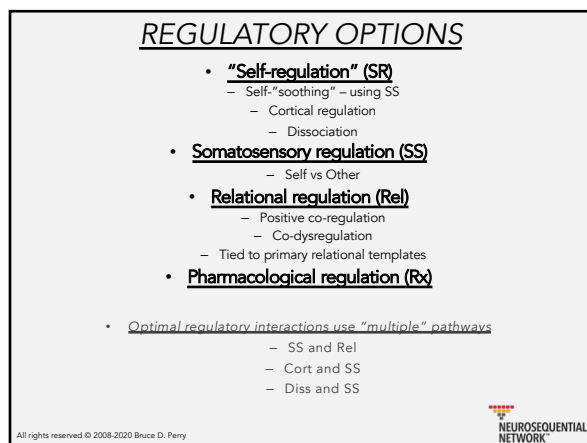 REGULATORY OPTIONS
• "Self-regulation" (SR)
– Self-"soothing" – using SS
– Cortical regulation
– Dissociation
• Somatosensory regulation (SS)
– Self vs Other
• Relational regulation (Rel)
– Positive co-regulation
– Co-dysregulation
– Tied to primary relational templates
• Pharmacological regulation (Rx)
• Optimal regulatory interactions use "multiple" pathways
– SS and Rel
– Cort and SS
– Diss and SS
All rights reserved © 2008-2020 Bruce D. Perry
NEUROSEQUENTIAL
NETWORK™